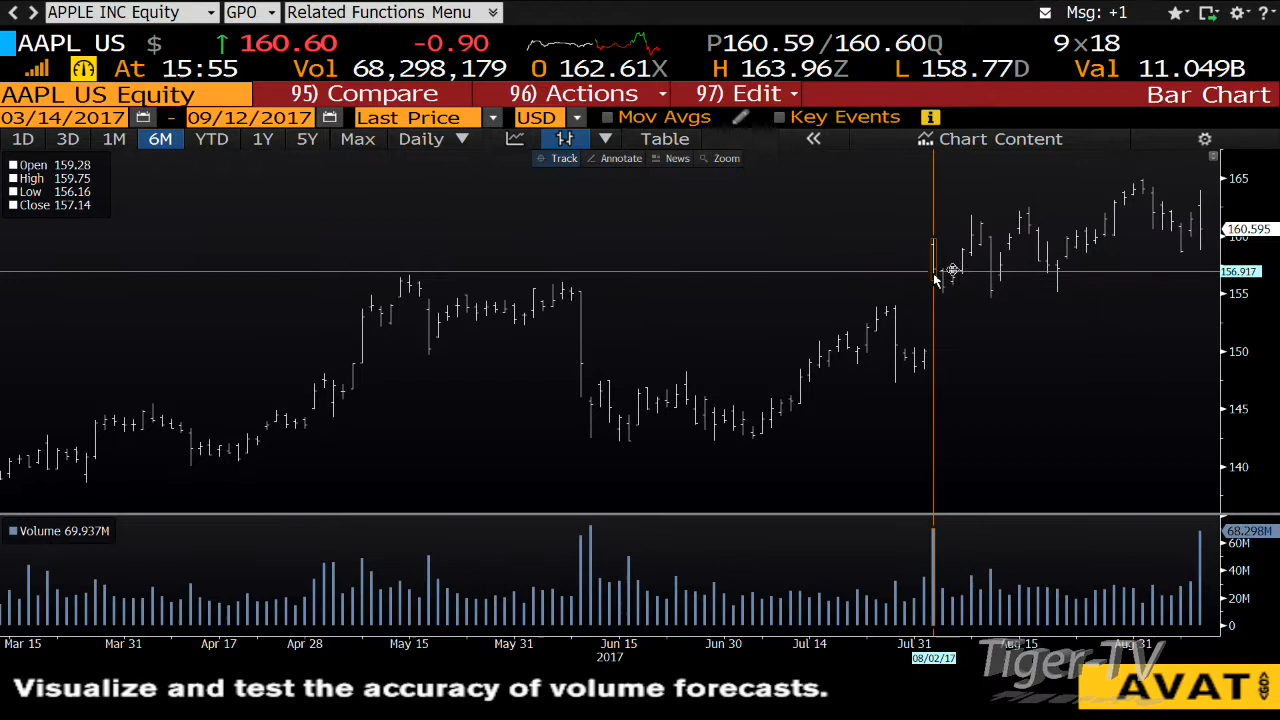 APPLE INC Equity GPO Related Functions Menu Msg: +1 ?
AAPL US $ ↑ 160.60 -0.90 P160.59/160.60Q 9×18
At 15:55 Vol 68,298,179 O 162.61X H 163.96Z L 158.77D Val 11.049B
AAPL US Equity 95) Compare 96) Actions 97) Edit Bar Chart
03/14/2017 - 09/12/2017 Last Price USD Mov Avgs Key Events
1D 3D 1M 6M YTD 1Y 5Y Max Daily Table « Chart Content
Track Annotate News Zoom
Open 159.28
High 159.75
Low 156.16
Close 157.14
165
160.595
160
156.917
155
150
145
140
Volume 69.937M
68.298M
60M
40M
20M
0
Mar 15 Mar 31 Apr 17 Apr 28 May 15 May 31 Jun 15 Jun 30 Jul 14 Jul 31 Aug 15 Aug 31
2017 08/02/17
Tiger-TV
Visualize and test the accuracy of volume forecasts.
AVAT <GO>